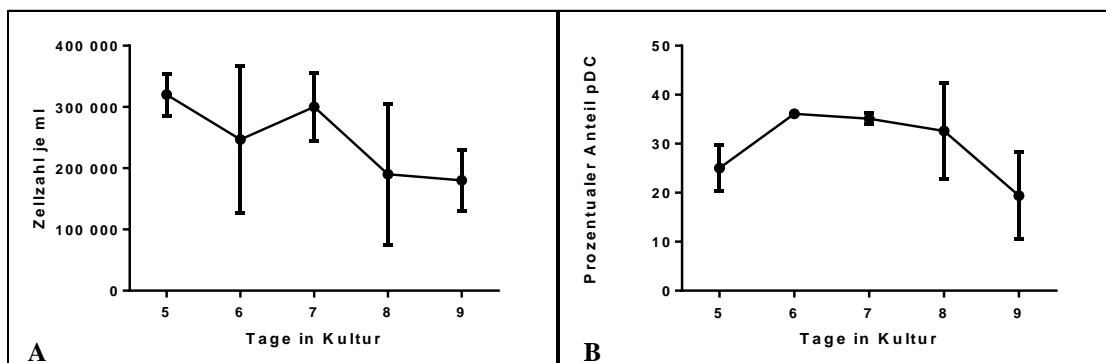 400 000
300 000
200 000
100 000
0
Zellzahl je ml
5 6 7 8 9
Tage in Kultur
A
50
40
30
20
10
0
Prozentualer Anteil pDC
5 6 7 8 9
Tage in Kultur
B